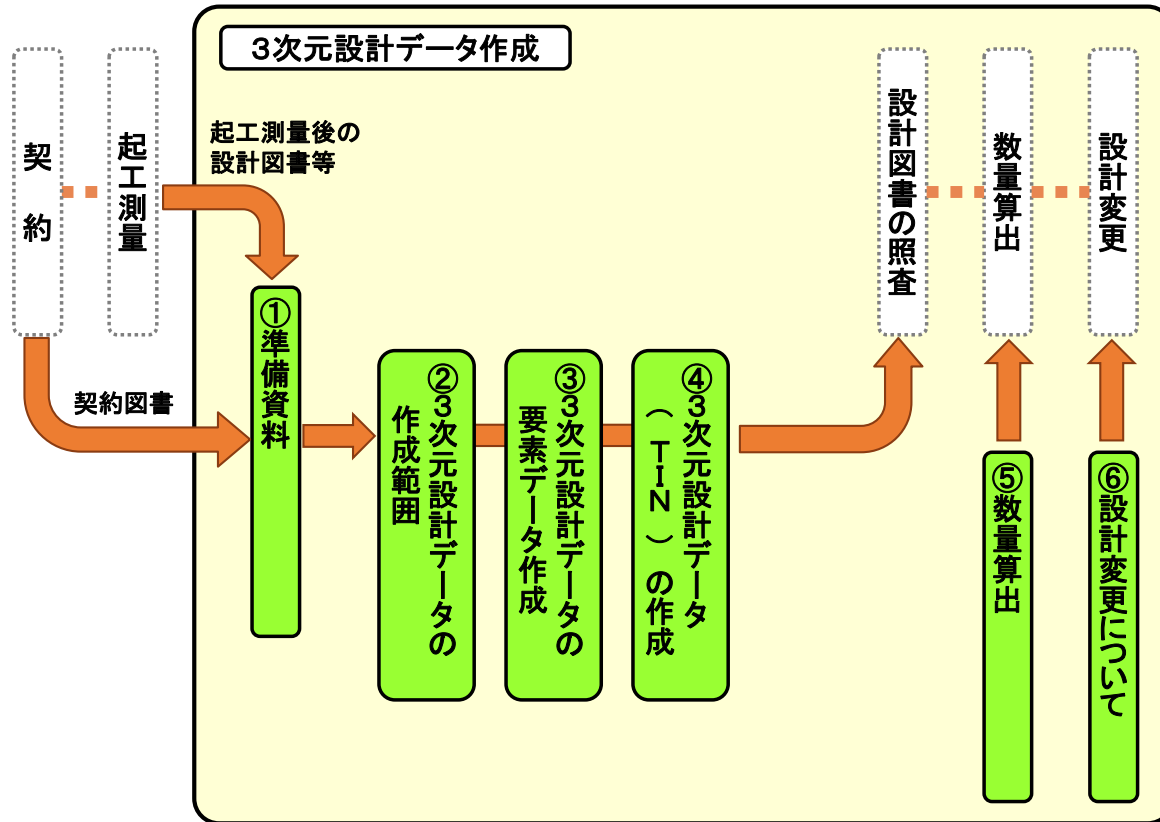 3次元設計データ作成
契約
起工測量
起工測量後の
設計図書等
契約図書
①準備資料
②3次元設計データの
作成範囲
③3次元設計データの
要素データ作成
④3次元設計データ
（TIN）の作成
設計図書の照査
数量算出
設計変更
⑤数量算出
⑥設計変更について